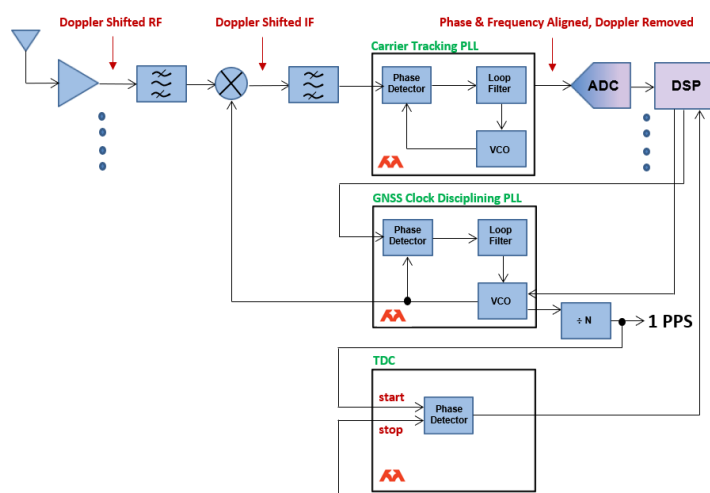 Doppler Shifted RF
Doppler Shifted IF
Phase & Frequency Aligned, Doppler Removed
Carrier Tracking PLL
Phase
Detector
Loop
Filter
VCO
ADC
DSP
GNSS Clock Disciplining PLL
Phase
Detector
Loop
Filter
VCO
÷ N
1 PPS
TDC
start
stop
Phase
Detector